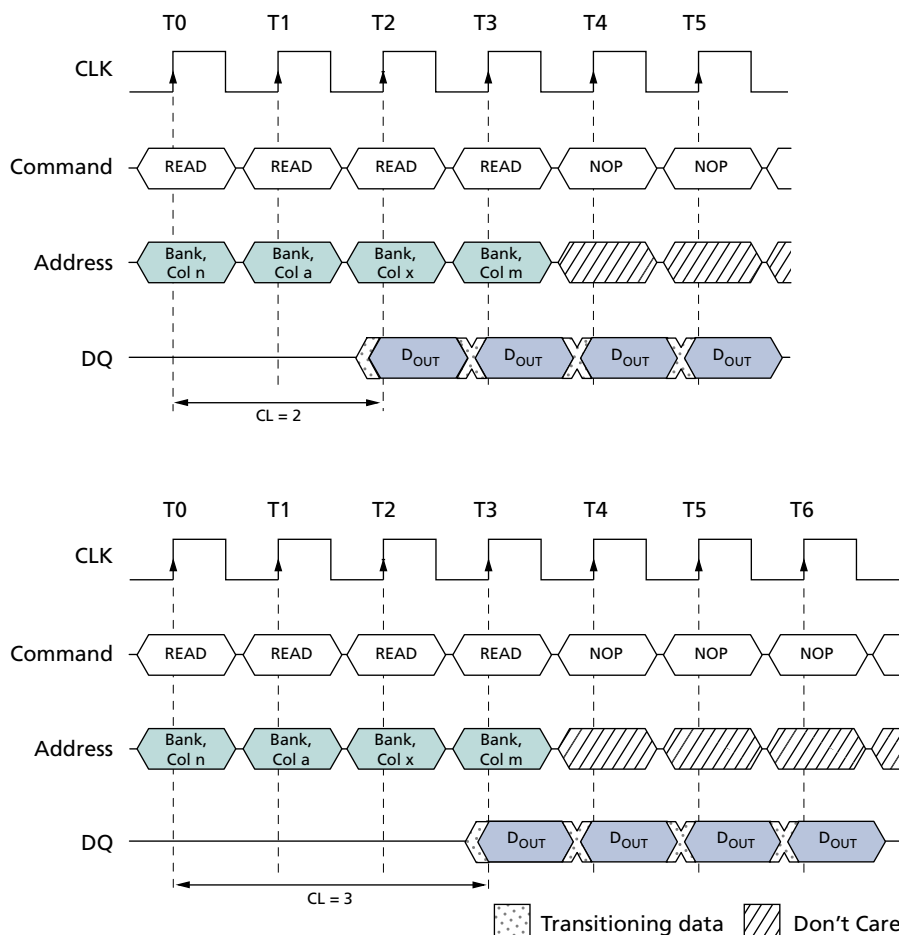 T0 T1 T2 T3 T4 T5
CLK
Command READ READ READ READ NOP NOP
Address Bank, Col n Bank, Col a Bank, Col x Bank, Col m
DQ DOUT DOUT DOUT DOUT
CL = 2
T0 T1 T2 T3 T4 T5 T6
CLK
Command READ READ READ READ NOP NOP NOP
Address Bank, Col n Bank, Col a Bank, Col x Bank, Col m
DQ DOUT DOUT DOUT DOUT
CL = 3
Transitioning data Don't Care